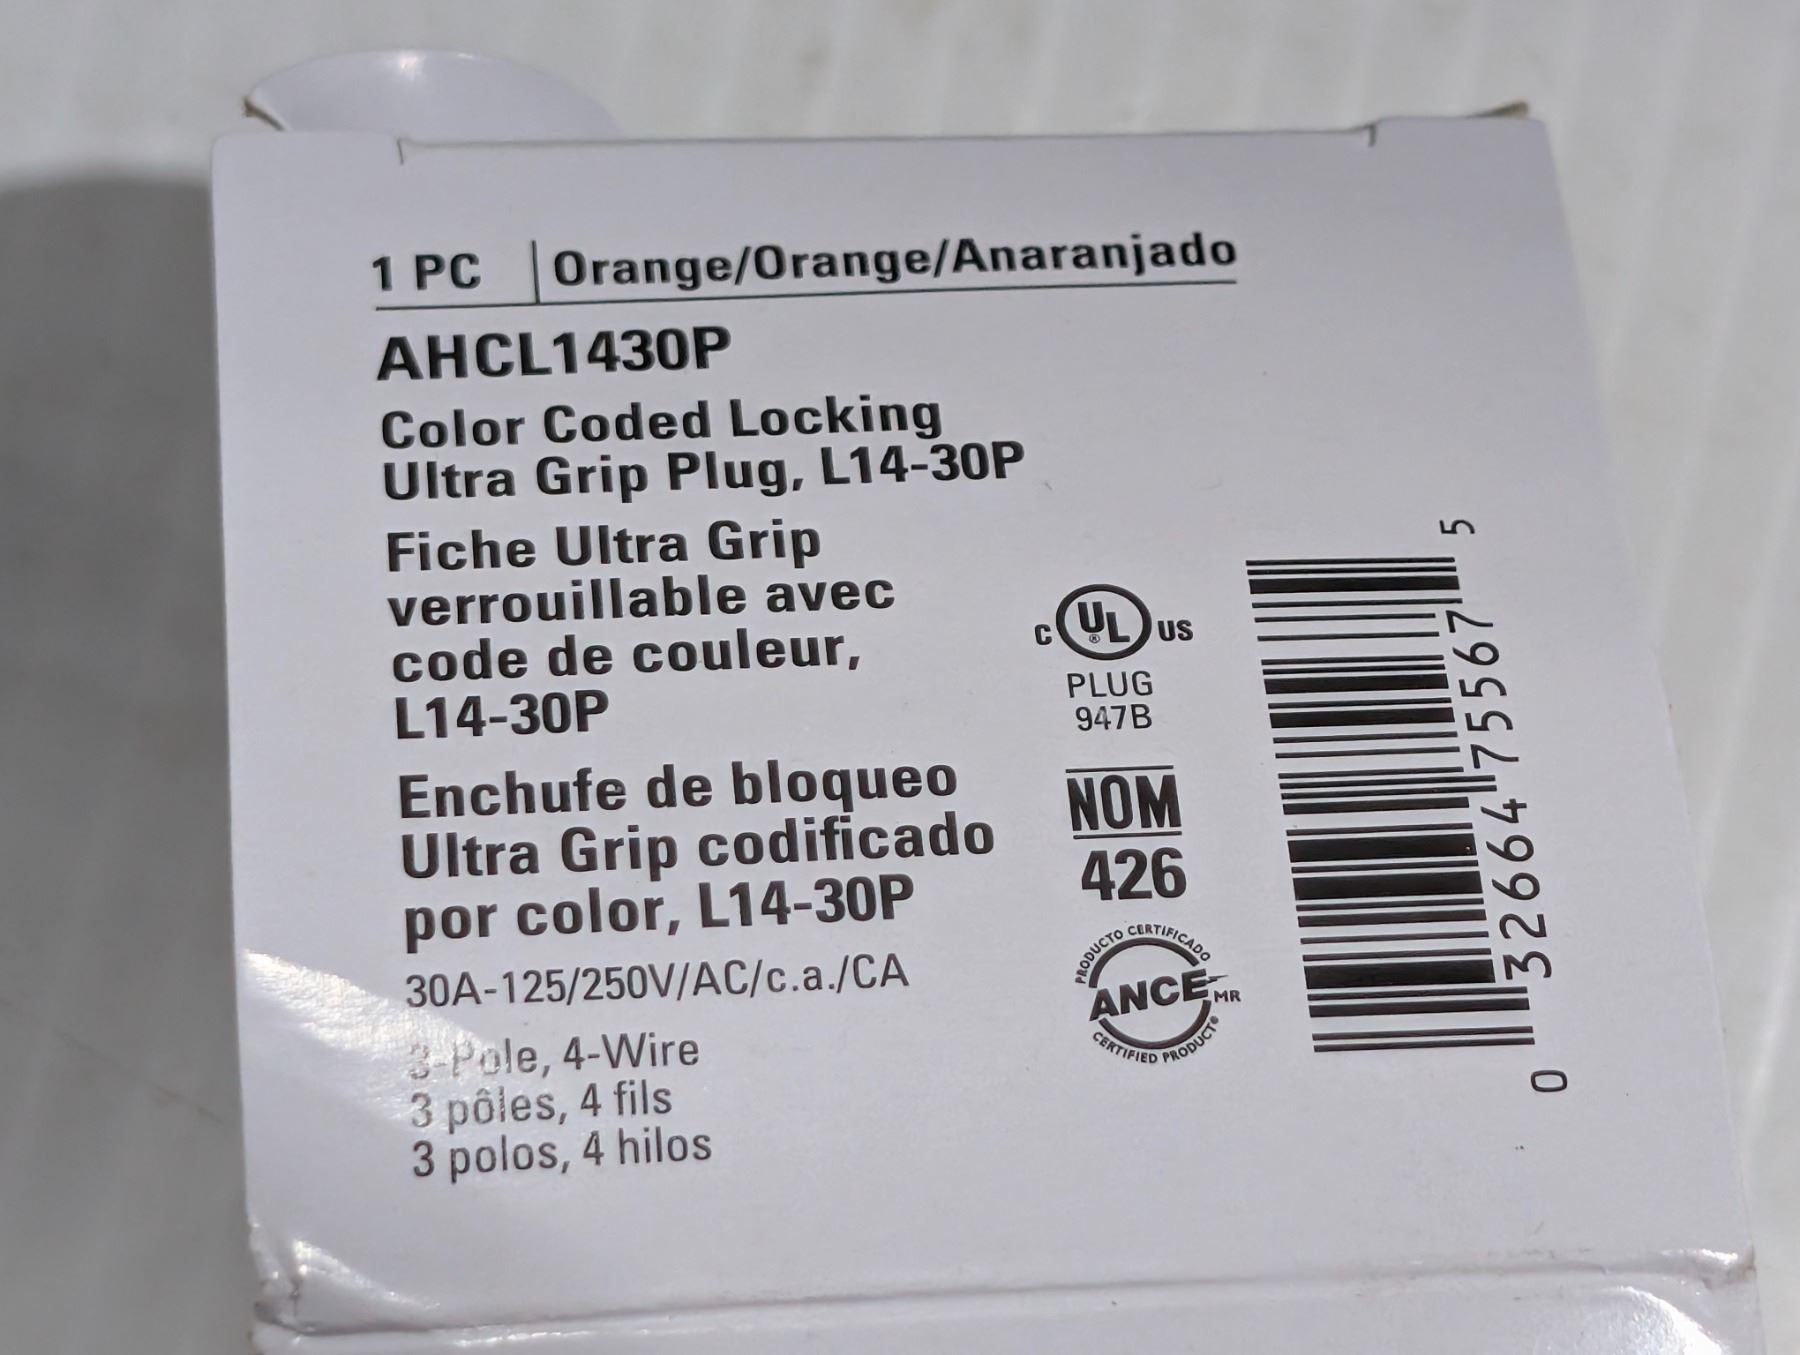 1 PC | Orange/Orange/Anaranjado
AHCL1430P
Color Coded Locking
Ultra Grip Plug, L14-30P
Fiche Ultra Grip
verrouillable avec
code de couleur,
L14-30P
Enchufe de bloqueo
Ultra Grip codificado
por color, L14-30P
30A-125/250V/AC/c.a./CA
3-Pole, 4-Wire
3 pôles, 4 fils
3 polos, 4 hilos
C UL ® US
PLUG
947B
NOM
426
PRODUCTO CERTIFICADO
ANCE MR
CERTIFIED PRODUCT®
0 32664 75567 5